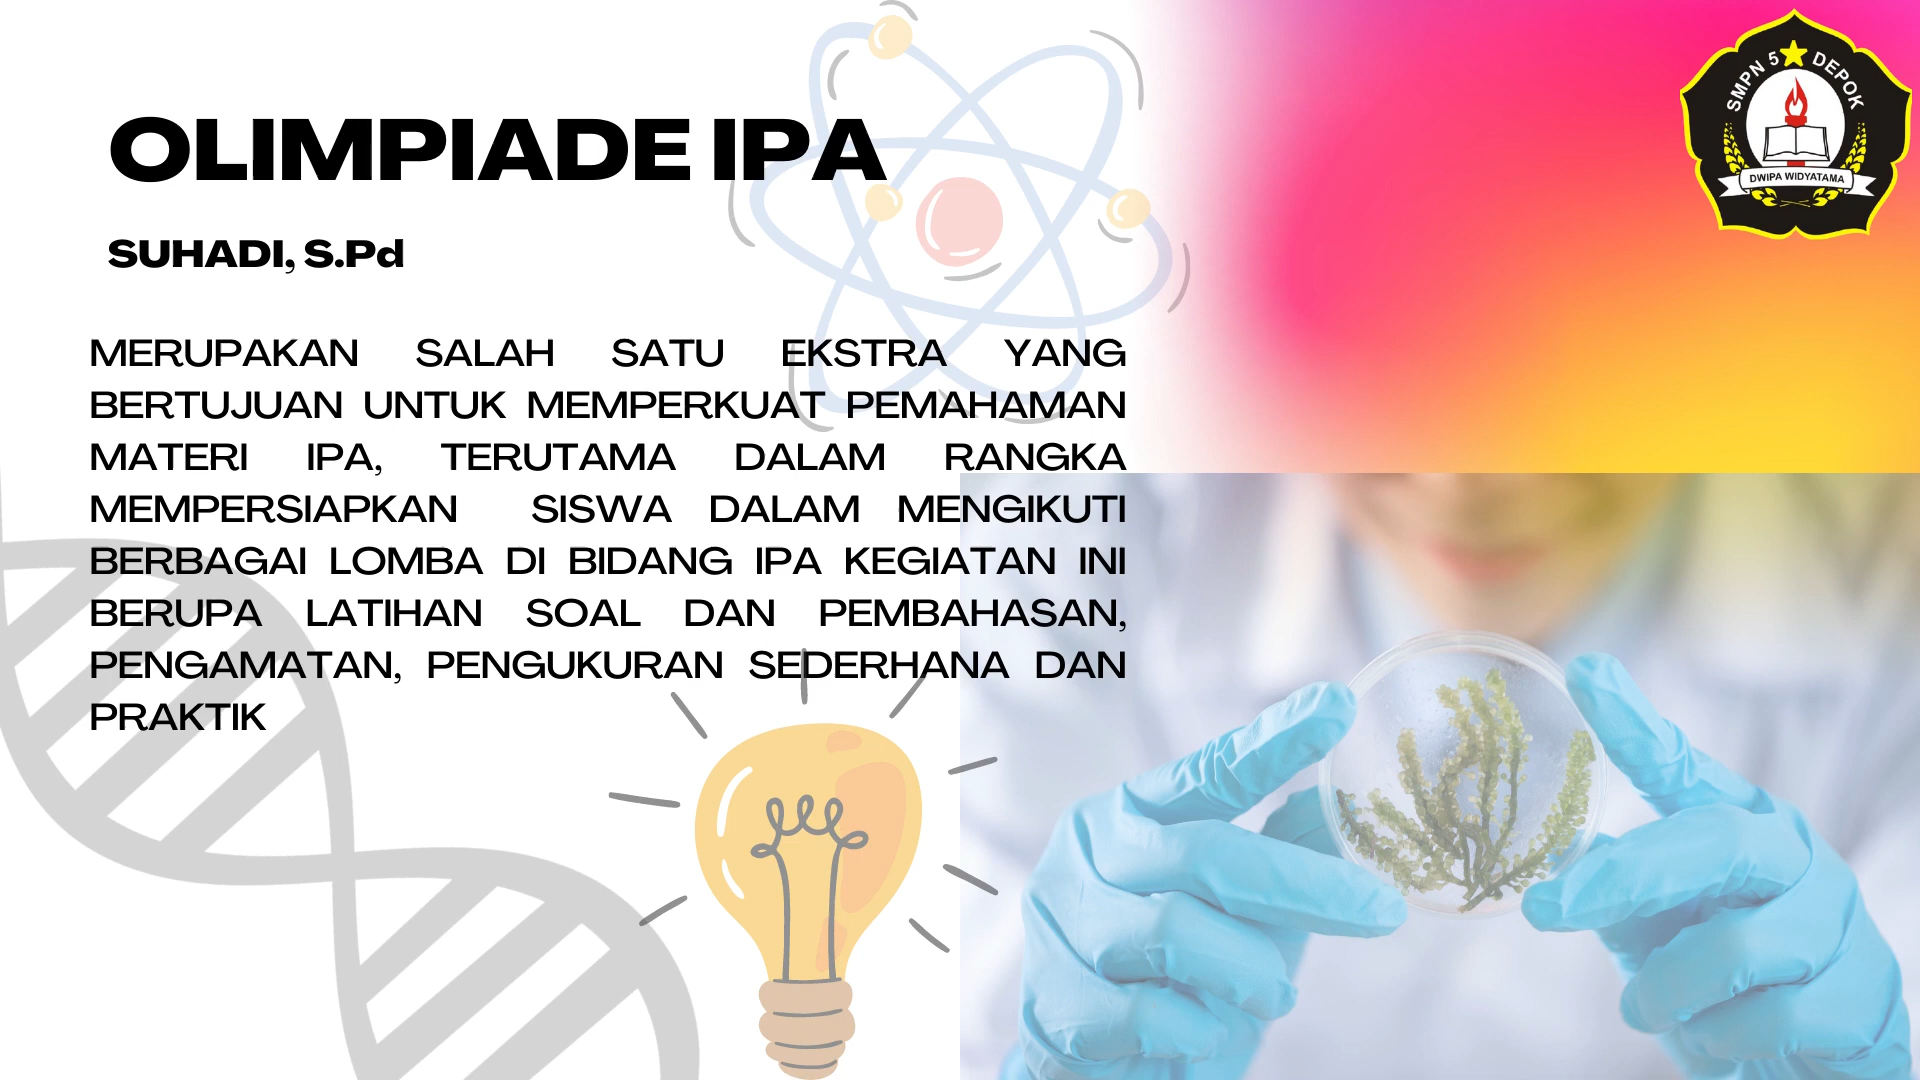 SMPN 5 DEPOK
DWIPA WIDYATAMA
OLIMPIADE IPA
SUHADI, S.Pd
MERUPAKAN SALAH SATU EKSTRA YANG
BERTUJUAN UNTUK MEMPERKUAT PEMAHAMAN
MATERI IPA, TERUTAMA DALAM RANGKA
MEMPERSIAPKAN SISWA DALAM MENGIKUTI
BERBAGAI LOMBA DI BIDANG IPA KEGIATAN INI
BERUPA LATIHAN SOAL DAN PEMBAHASAN,
PENGAMATAN, PENGUKURAN SEDERHANA DAN
PRAKTIK